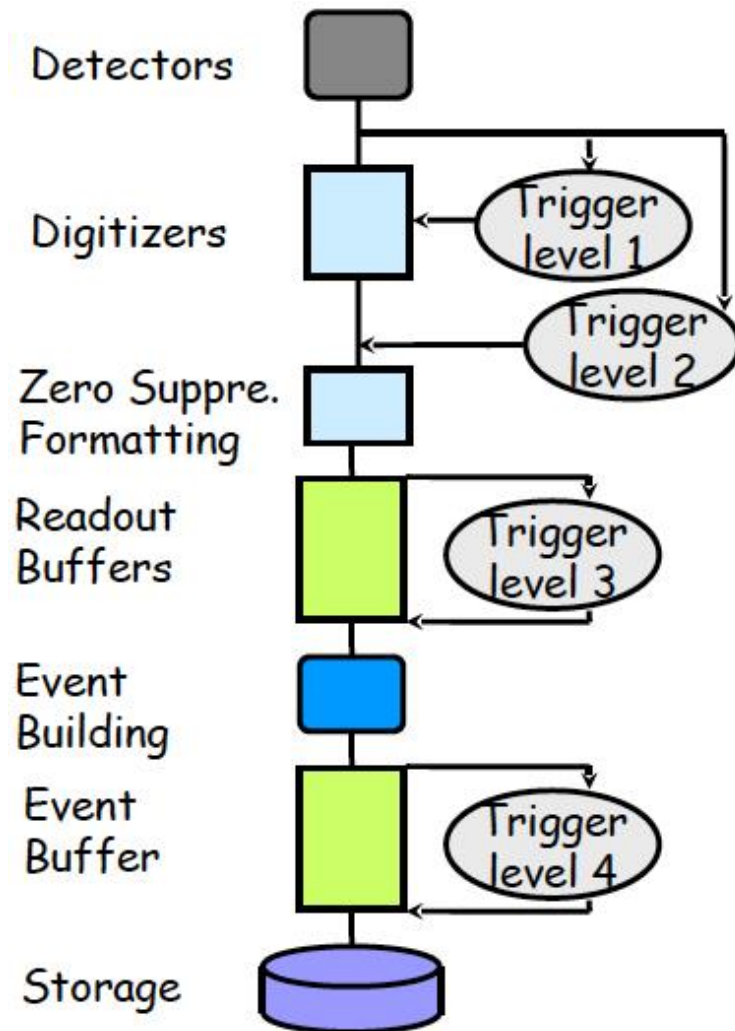 Detectors
Trigger
level 1
Digitizers
Trigger
level 2
Zero Suppre.
Formatting
Readout
Buffers
Trigger
level 3
Event
Building
Event
Buffer
Trigger
level 4
Storage